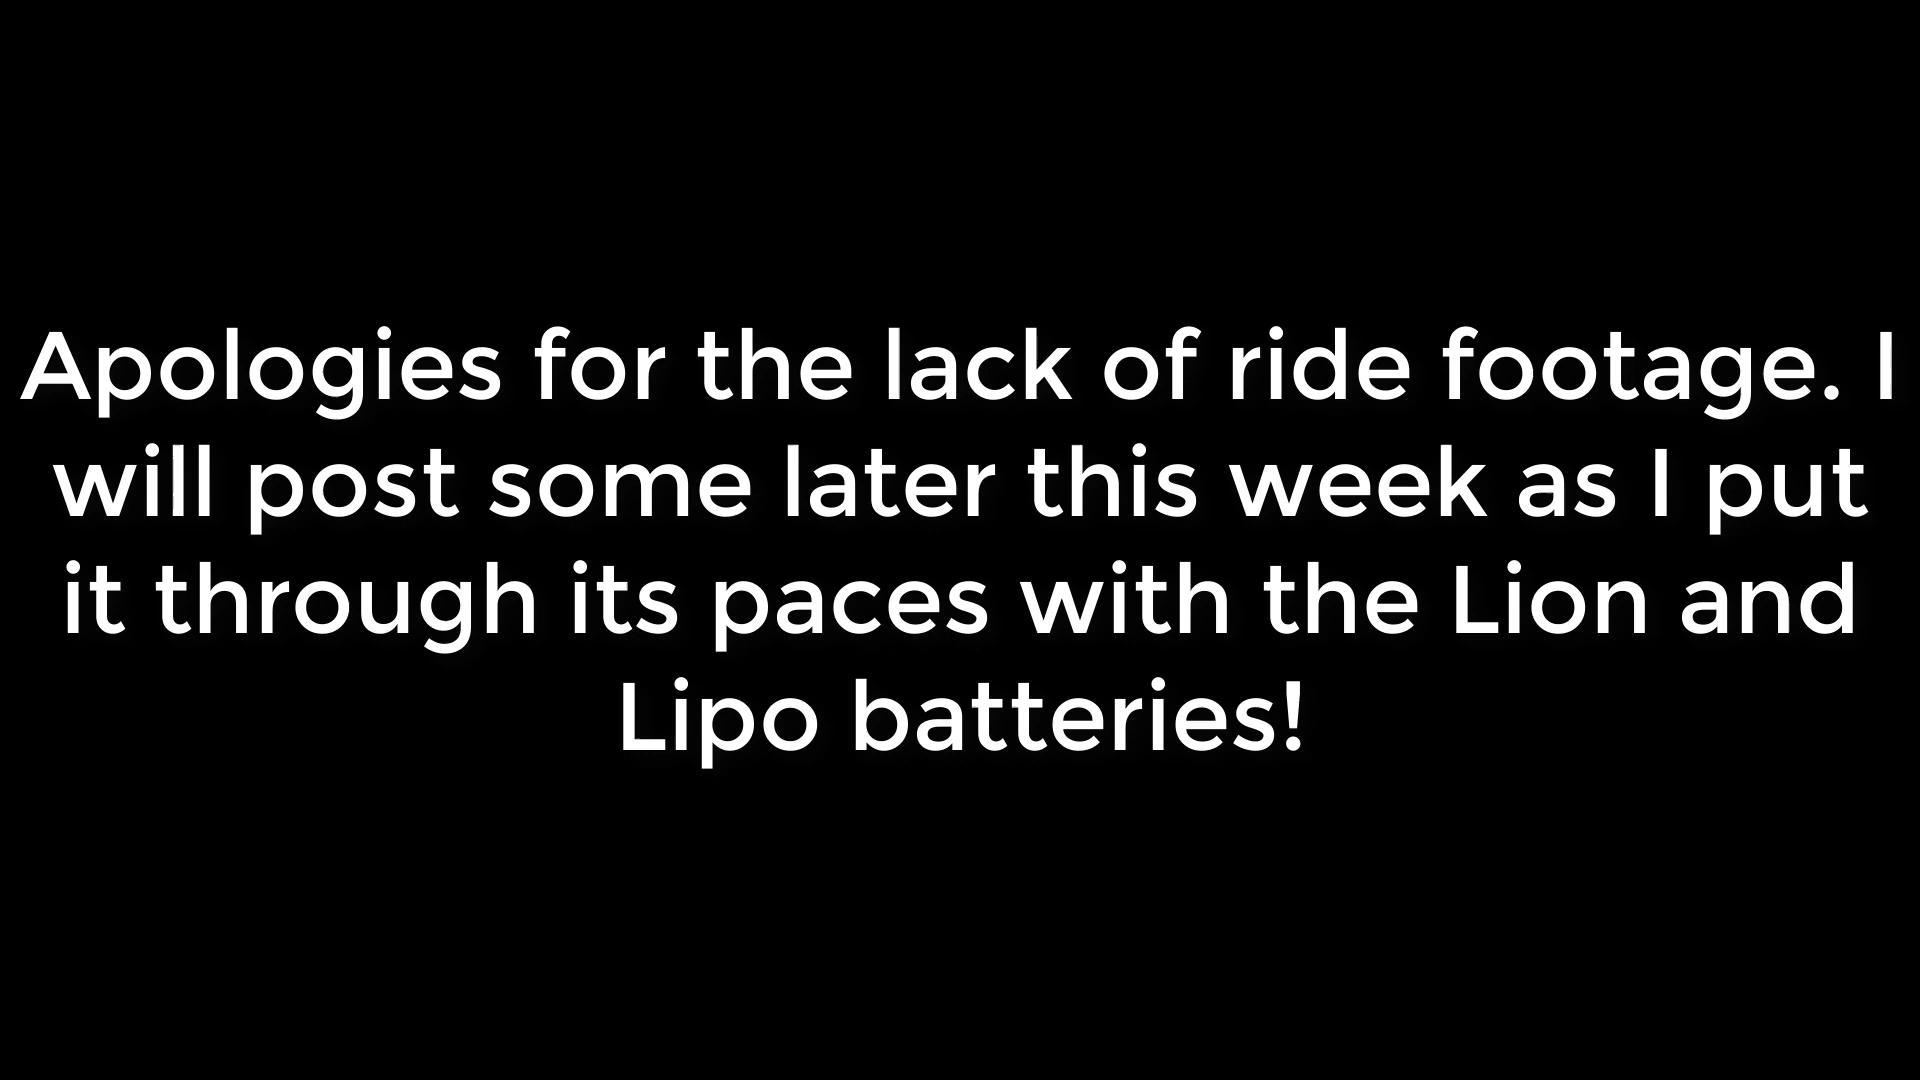 Apologies for the lack of ride footage. I
will post some later this week as I put
it through its paces with the Lion and
Lipo batteries!